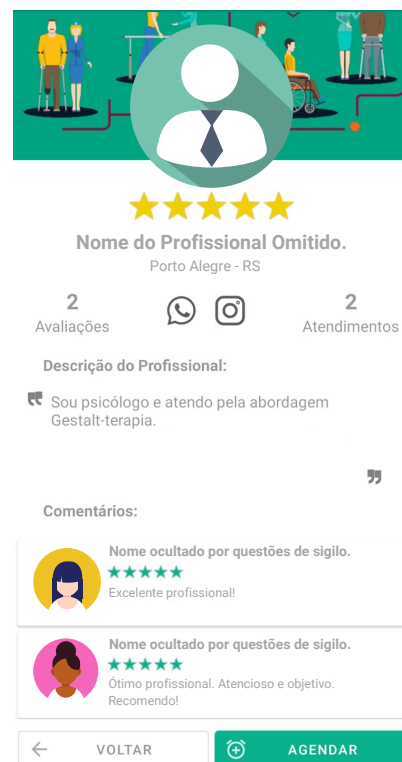 Nome do Profissional Omitido.
Porto Alegre - RS
2
Avaliações
2
Atendimentos
Descrição do Profissional:
Sou psicólogo e atendo pela abordagem
Gestalt-terapia.
Comentários:
Nome ocultado por questões de sigilo.
Excelente profissional!
Nome ocultado por questões de sigilo.
Ótimo profissional. Atencioso e objetivo.
Recomendo!
VOLTAR
AGENDAR